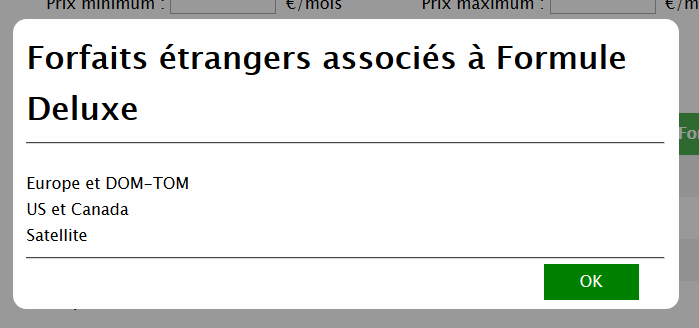 Prix minimum : €/mois Prix maximum : €/m
Forfaits étrangers associés à Formule
Deluxe
For
Europe et DOM-TOM
US et Canada
Satellite
OK